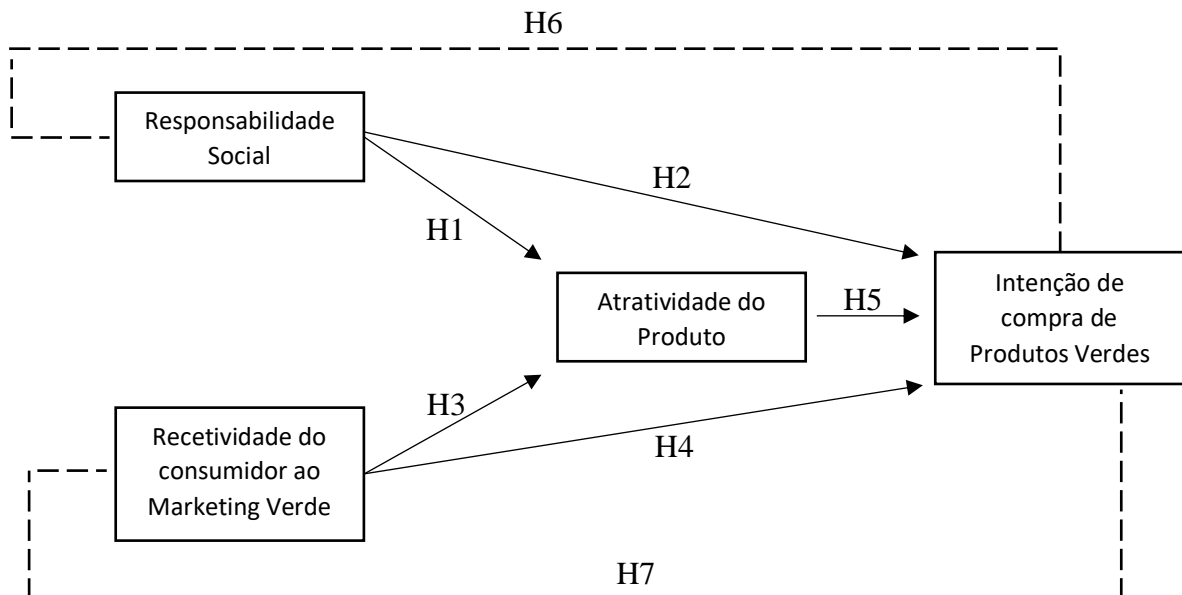 H6
Responsabilidade
Social
H2
H1
Atratividade do
Produto
H5
Intenção de
compra de
Produtos Verdes
H3
Recetividade do
consumidor ao
Marketing Verde
H4
H7